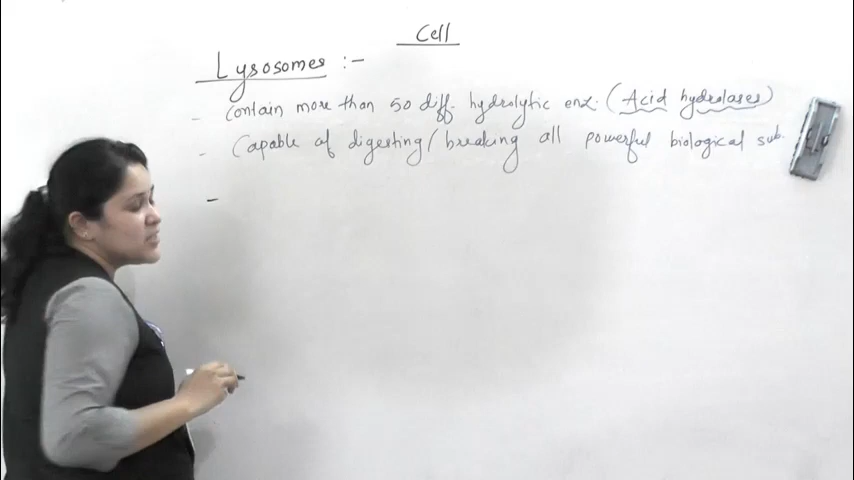 Cell
Lysosomes :-
- Contain more than 50 diff. hydrolytic enz. (Acid hydrolases)
- Capable of digesting/breaking all powerful biological sub.
-